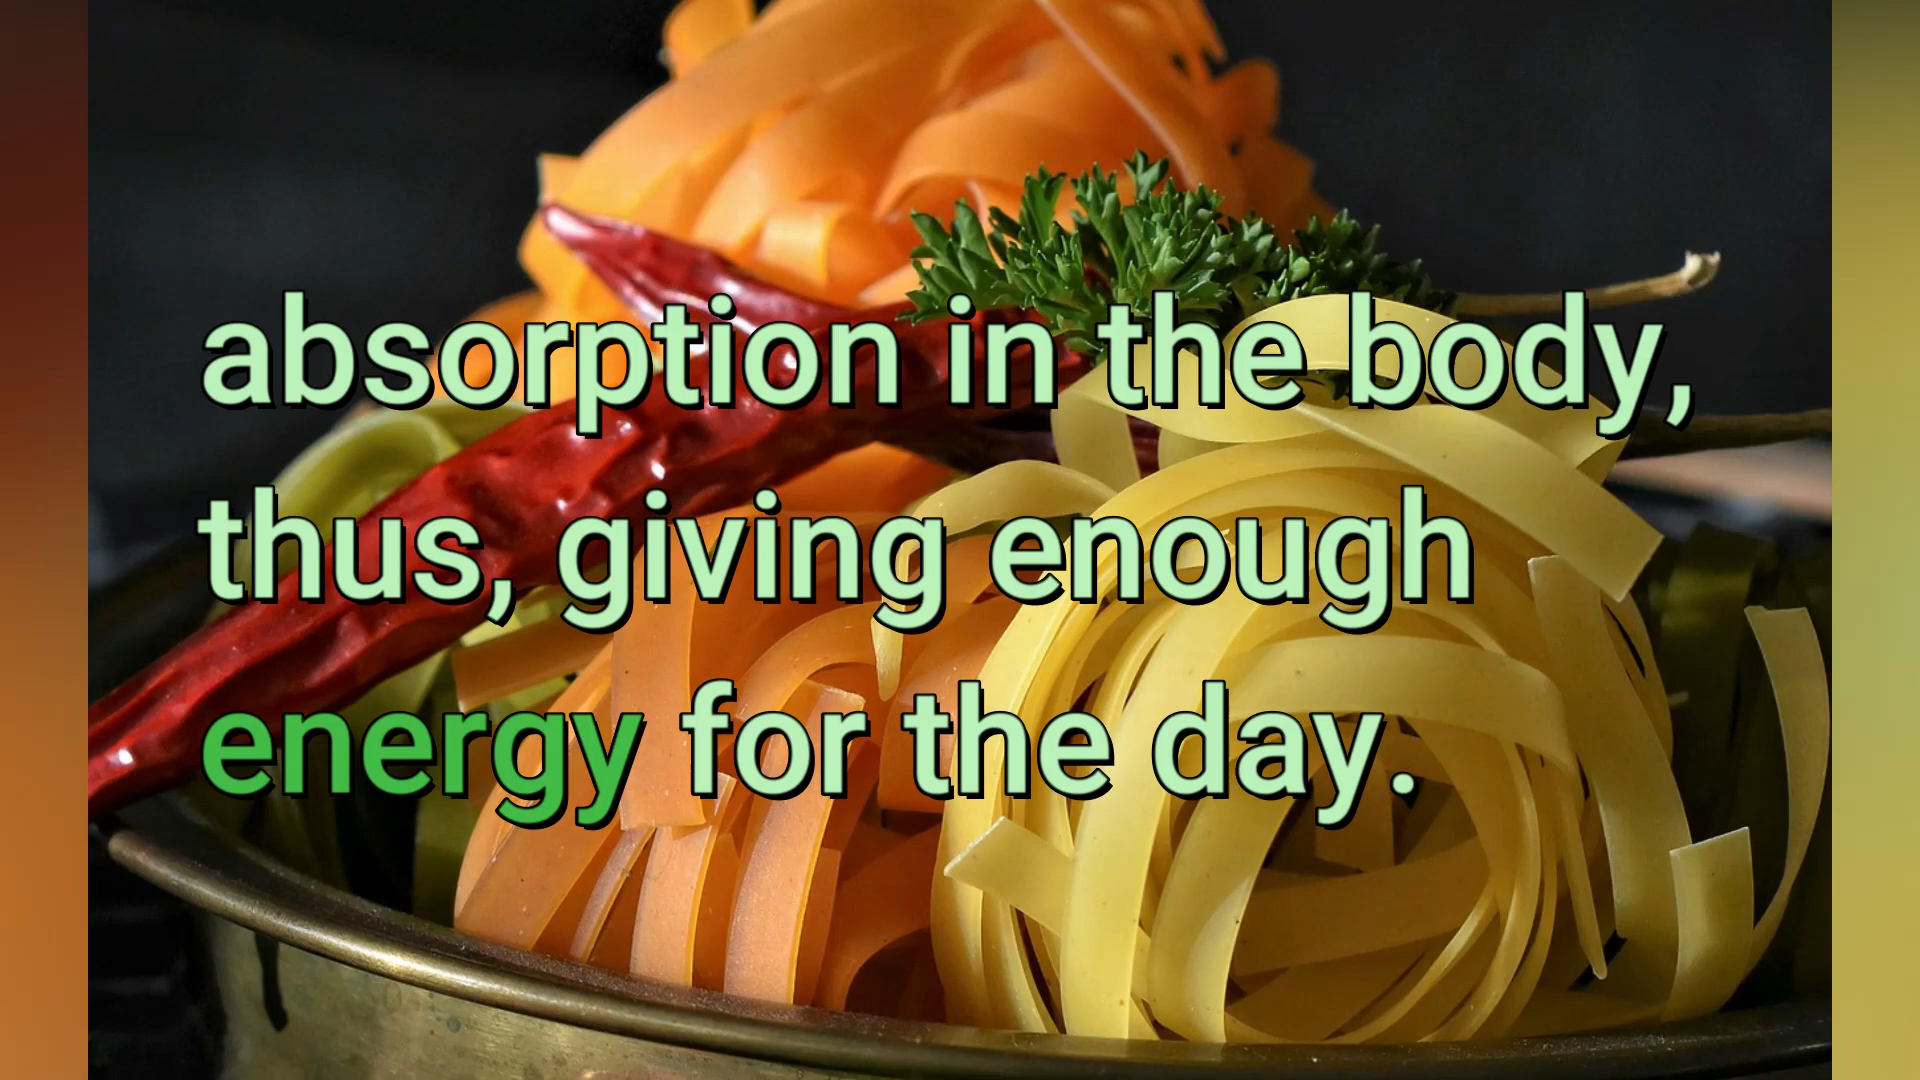 absorption in the body,
thus, giving enough
energy for the day.